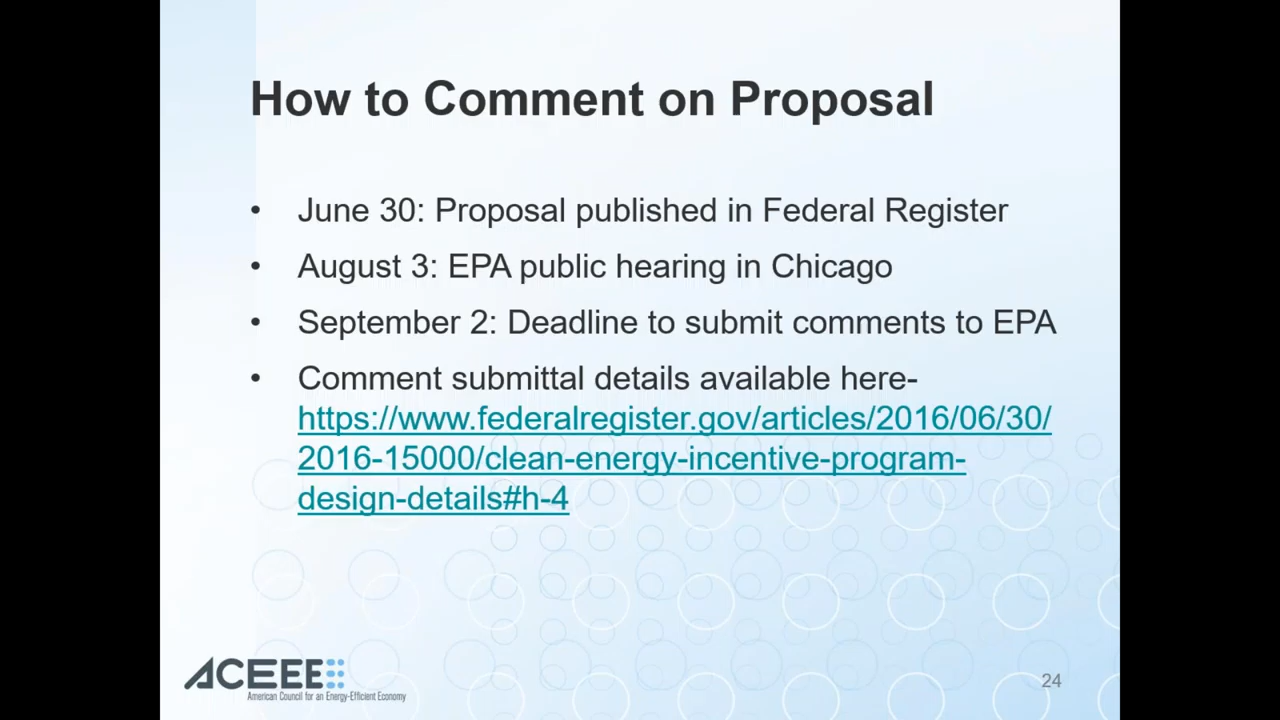 How to Comment on Proposal
• June 30: Proposal published in Federal Register
• August 3: EPA public hearing in Chicago
• September 2: Deadline to submit comments to EPA
• Comment submittal details available here-
https://www.federalregister.gov/articles/2016/06/30/
2016-15000/clean-energy-incentive-program-
design-details#h-4
ACEEE
American Council for an Energy-Efficient Economy
24